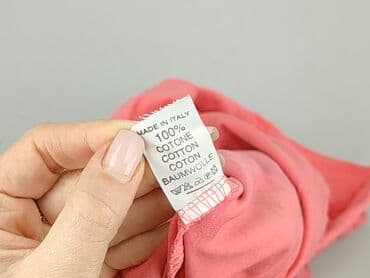 MADE IN ITALY
100%
COTONE
COTTON
COTON
BAUMWOLLE